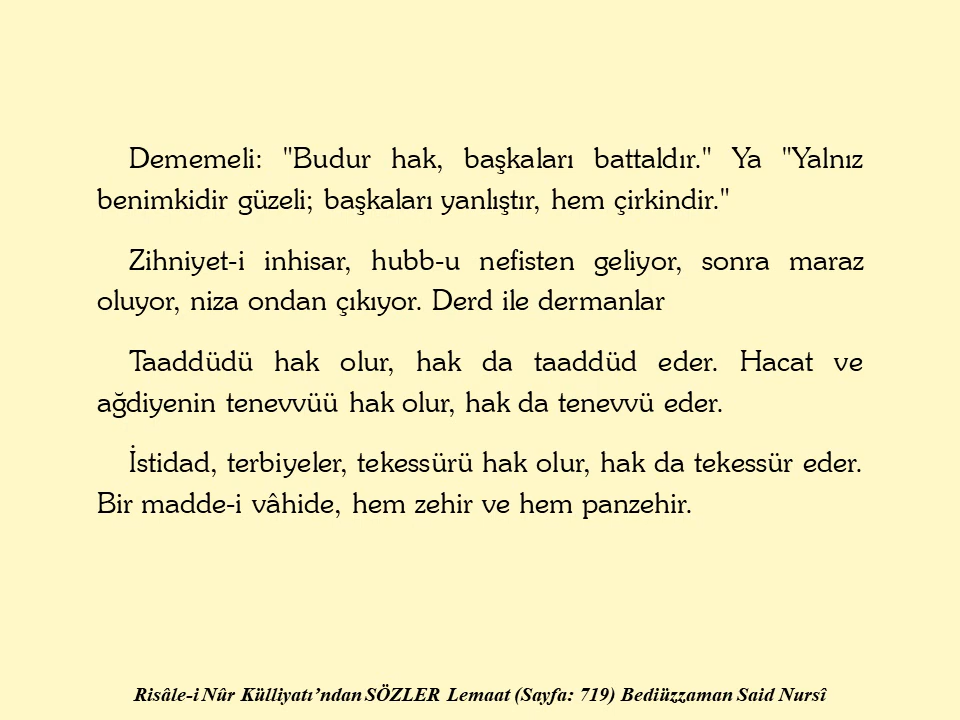 Dememeli: "Budur hak, başkaları battaldır." Ya "Yalnız
benimkidir güzeli; başkaları yanlıştır, hem çirkindir."
Zihniyet-i inhisar, hubb-u nefisten geliyor, sonra maraz
oluyor, niza ondan çıkıyor. Derd ile dermanlar
Taaddüdü hak olur, hak da taaddüd eder. Hacat ve
ağdiyenin tenevvüü hak olur, hak da tenevvü eder.
İstidad, terbiyeler, tekessürü hak olur, hak da tekessür eder.
Bir madde-i vâhide, hem zehir ve hem panzehir.
Risâle-i Nûr Külliyatı’ndan SÖZLER Lemaat (Sayfa: 719) Bediüzzaman Said Nursî